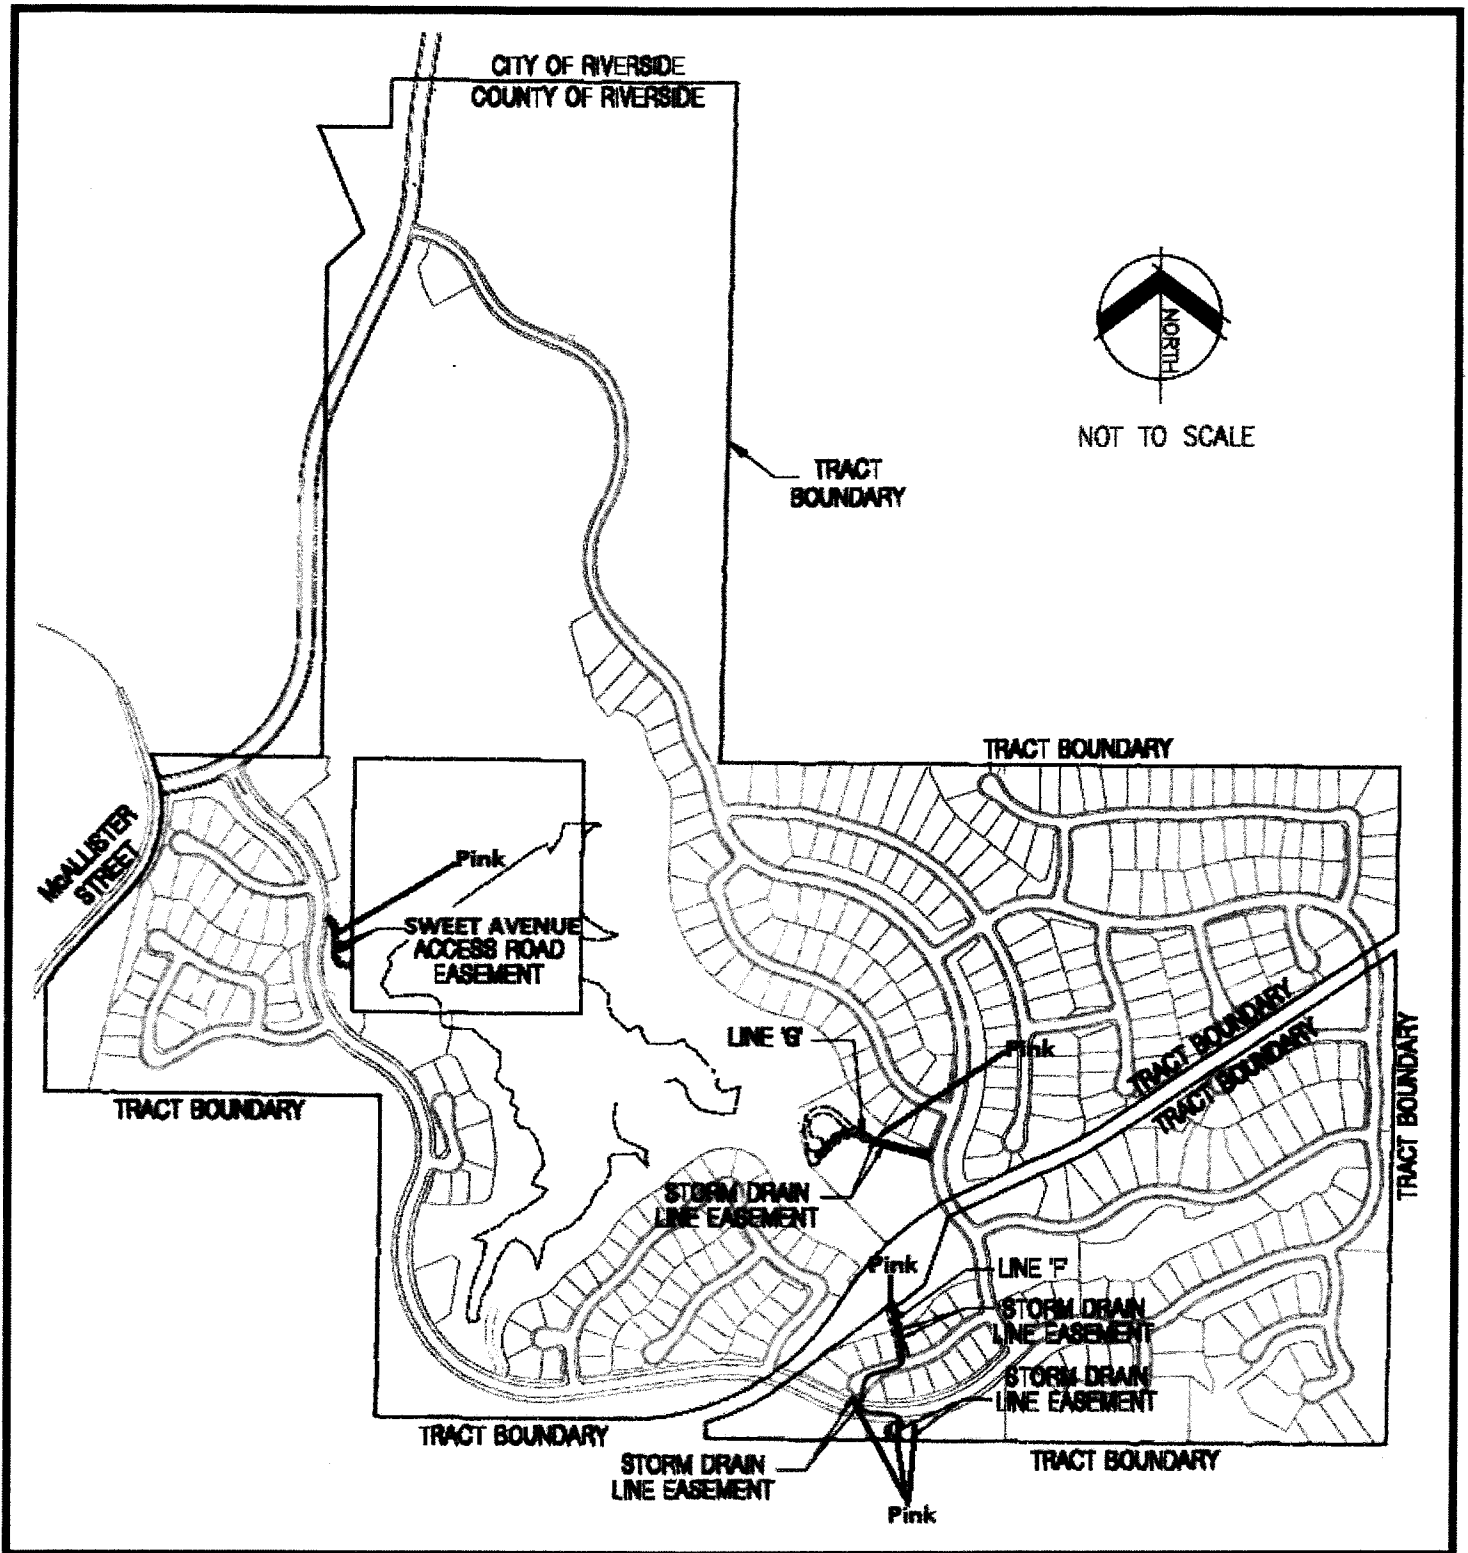 CITY OF RIVERSIDE
COUNTY OF RIVERSIDE
NORTH
NOT TO SCALE
TRACT
BOUNDARY
TRACT BOUNDARY
McALLISTER
STREET
Pink
SWEET AVENUE
ACCESS ROAD
EASEMENT
LINE 'G'
Pink
TRACT BOUNDARY
TRACT BOUNDARY
TRACT BOUNDARY
TRACT BOUNDARY
STORM DRAIN
LINE EASEMENT
Pink
LINE 'F'
STORM DRAIN
LINE EASEMENT
STORM DRAIN
LINE EASEMENT
TRACT BOUNDARY
STORM DRAIN
LINE EASEMENT
TRACT BOUNDARY
Pink